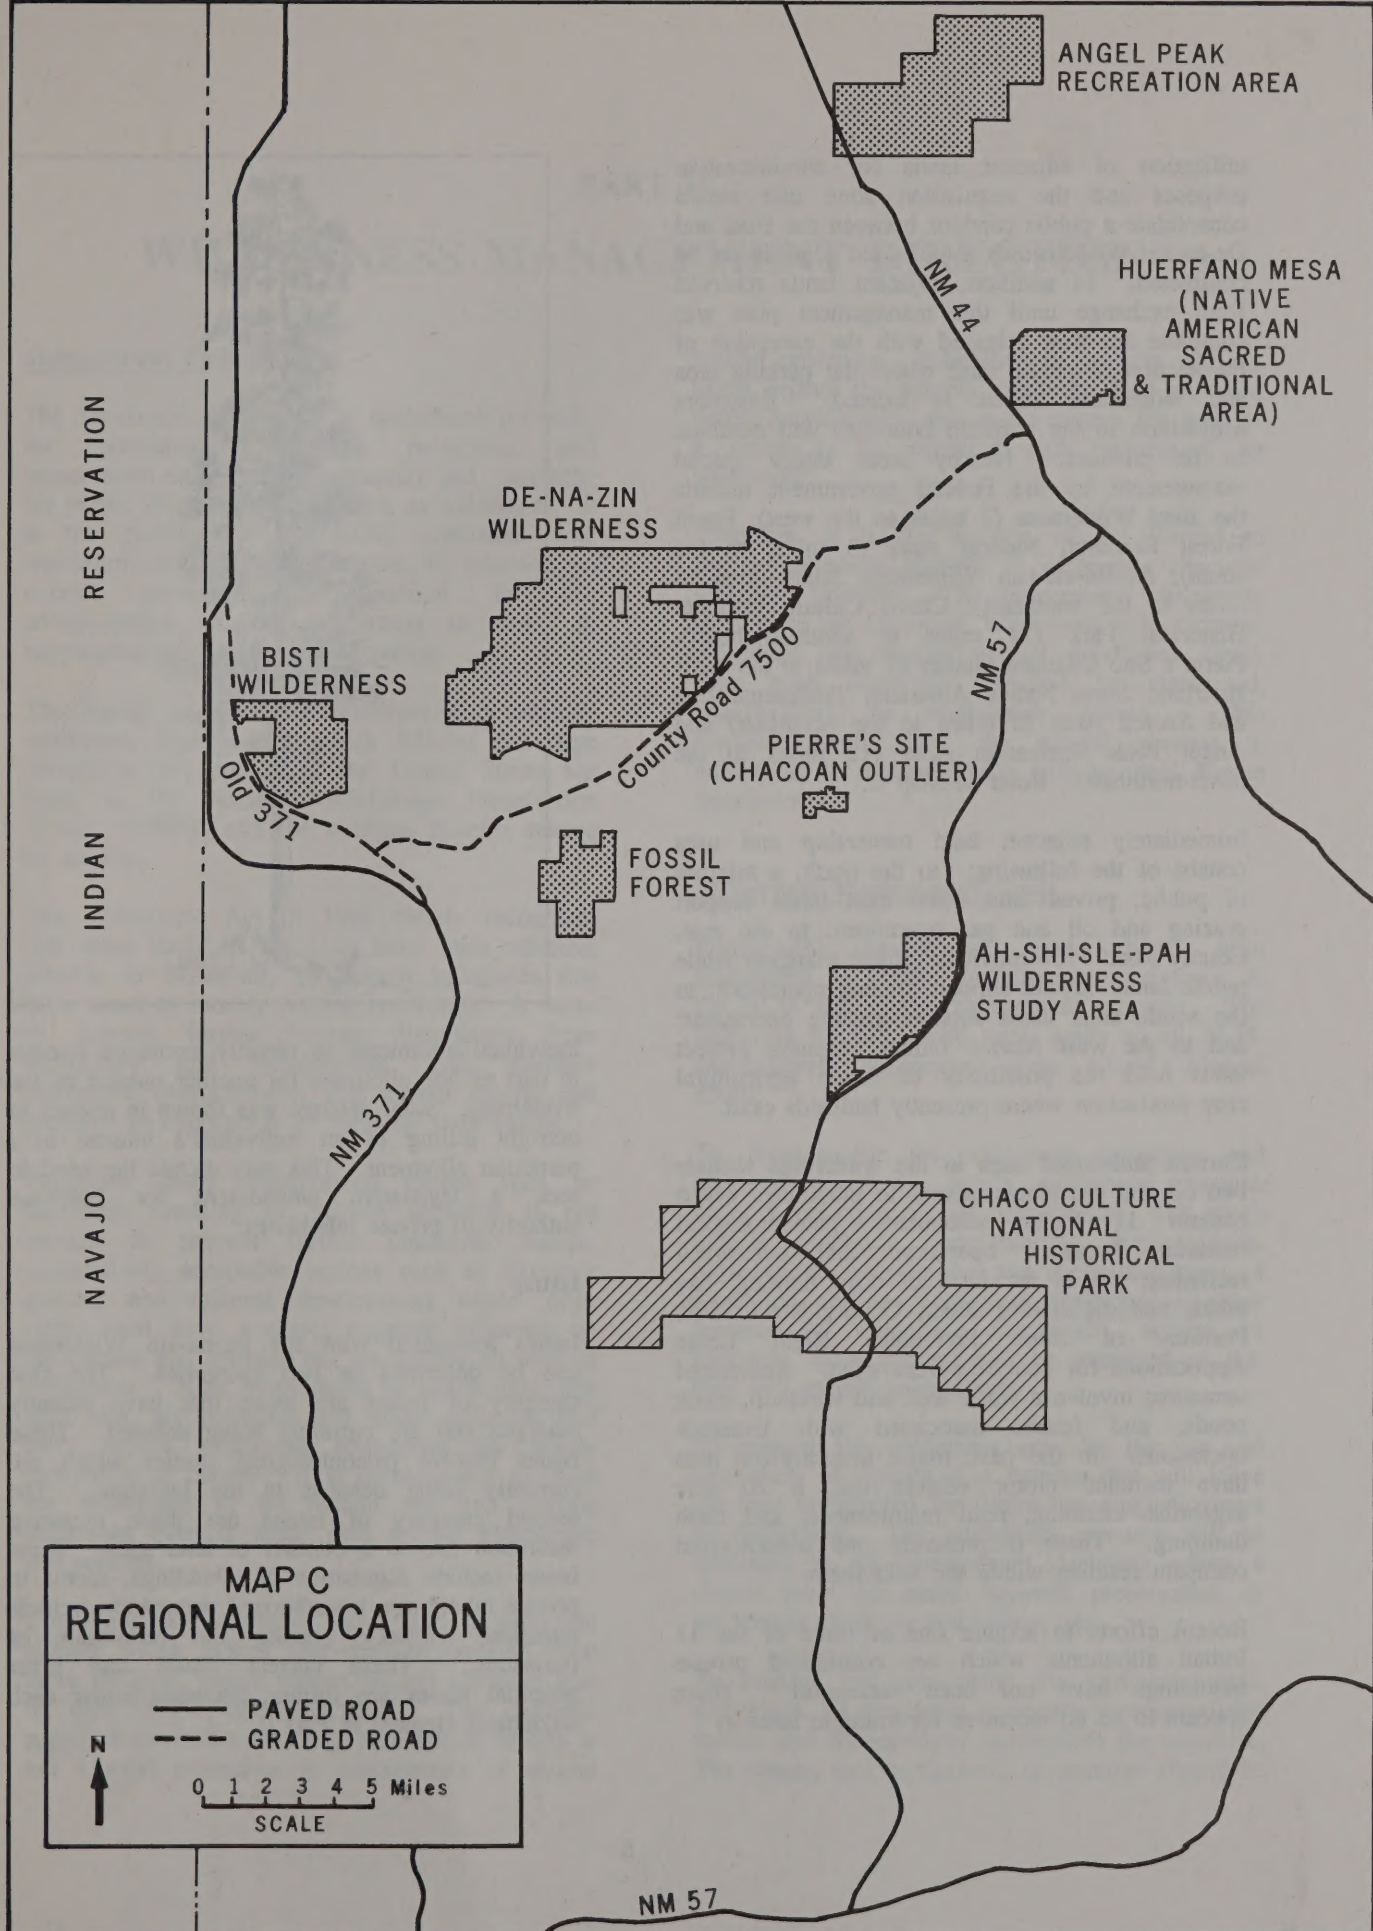 ANGEL PEAK
RECREATION AREA
NM 44
HUERFANO MESA
(NATIVE
AMERICAN
SACRED
& TRADITIONAL
AREA)
RESERVATION
DE-NA-ZIN
WILDERNESS
BISTI
WILDERNESS
NM 57
County Road 7500
Old 371
PIERRE'S SITE
(CHACOAN OUTLIER)
INDIAN
FOSSIL
FOREST
AH-SHI-SLE-PAH
WILDERNESS
STUDY AREA
NM 371
NAVAJO
CHACO CULTURE
NATIONAL
HISTORICAL
PARK
MAP C
REGIONAL LOCATION
PAVED ROAD
GRADED ROAD
N
0 1 2 3 4 5 Miles
SCALE
NM 57